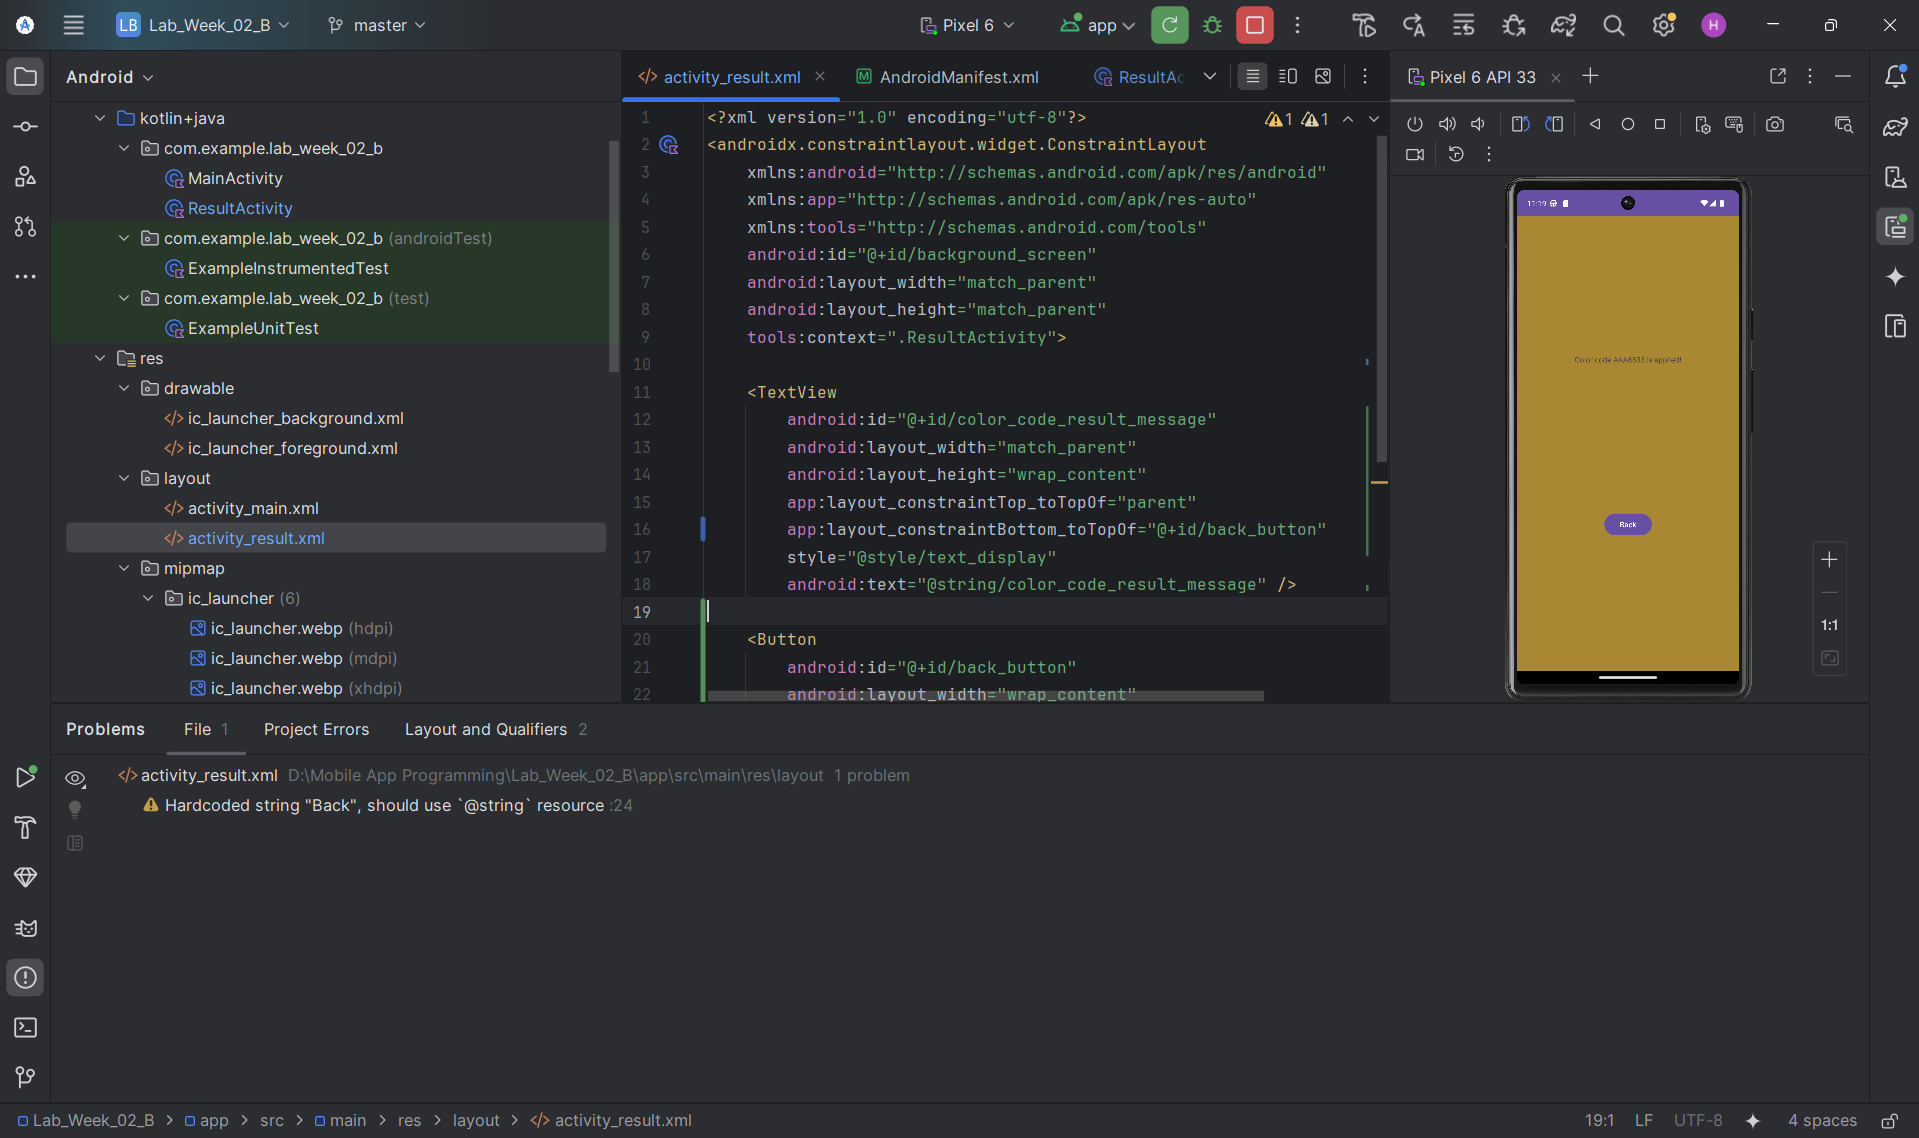 LB Lab_Week_02_B master Pixel 6 app H
Android
activity_result.xml AndroidManifest.xml ResultAc
Pixel 6 API 33
kotlin+java
com.example.lab_week_02_b
MainActivity
ResultActivity
com.example.lab_week_02_b (androidTest)
ExampleInstrumentedTest
com.example.lab_week_02_b (test)
ExampleUnitTest
res
drawable
ic_launcher_background.xml
ic_launcher_foreground.xml
layout
activity_main.xml
activity_result.xml
mipmap
ic_launcher (6)
ic_launcher.webp (hdpi)
ic_launcher.webp (mdpi)
ic_launcher.webp (xhdpi)
1 <?xml version="1.0" encoding="utf-8"?>
1 1
2 <androidx.constraintlayout.widget.ConstraintLayout
3 xmlns:android="http://schemas.android.com/apk/res/android"
4 xmlns:app="http://schemas.android.com/apk/res-auto"
5 xmlns:tools="http://schemas.android.com/tools"
6 android:id="@+id/background_screen"
7 android:layout_width="match_parent"
8 android:layout_height="match_parent"
9 tools:context=".ResultActivity">
10
11 <TextView
12 android:id="@+id/color_code_result_message"
13 android:layout_width="match_parent"
14 android:layout_height="wrap_content"
15 app:layout_constraintTop_toTopOf="parent"
16 app:layout_constraintBottom_toTopOf="@+id/back_button"
17 style="@style/text_display"
18 android:text="@string/color_code_result_message" />
19
20 <Button
21 android:id="@+id/back_button"
22 android:layout_width="wrap_content"
11:19
Color code #AA8833 is applied!
Back
1:1
Problems File 1 Project Errors Layout and Qualifiers 2
activity_result.xml D:\Mobile App Programming\Lab_Week_02_B\app\src\main\res\layout 1 problem
Hardcoded string "Back", should use `@string` resource :24
Lab_Week_02_B > app > src > main > res > layout > activity_result.xml
19:1 LF UTF-8 4 spaces